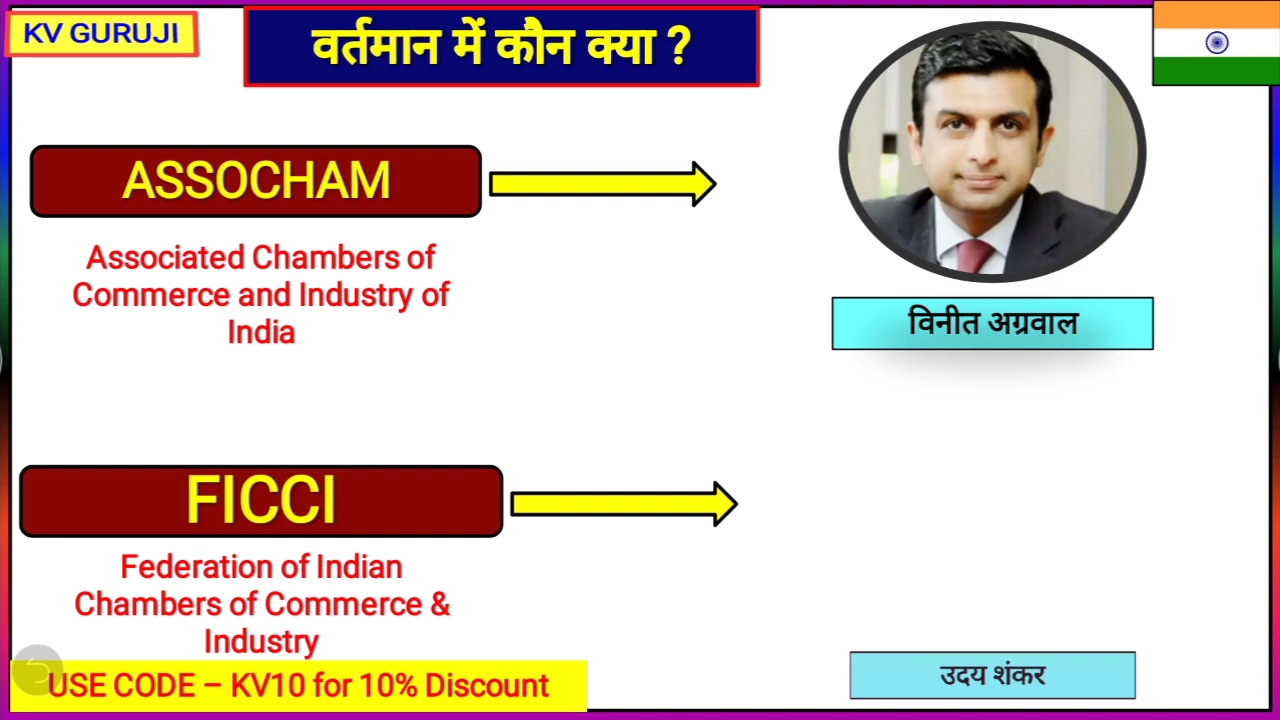 KV GURUJI
वर्तमान में कौन क्या ?
ASSOCHAM
Associated Chambers of
Commerce and Industry of
India
विनीत अग्रवाल
FICCI
Federation of Indian
Chambers of Commerce &
Industry
USE CODE – KV10 for 10% Discount
उदय शंकर